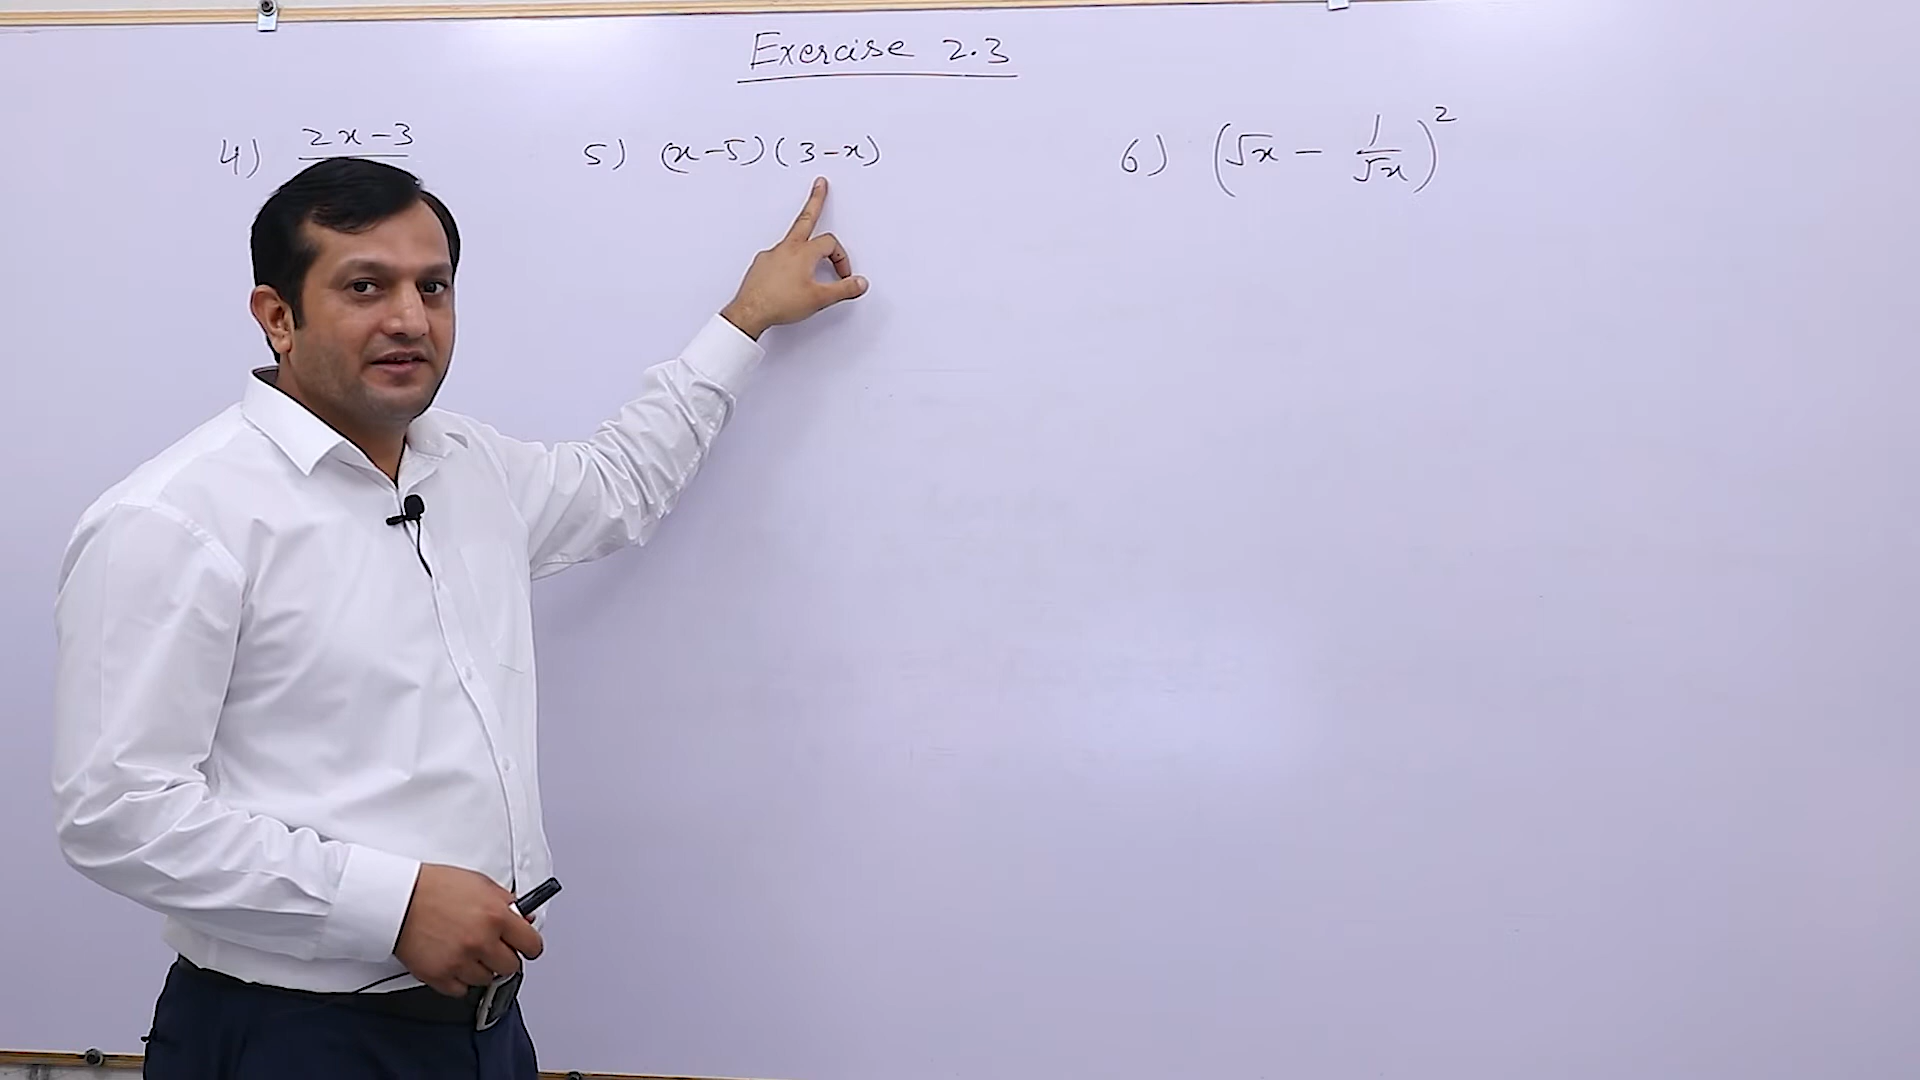 Exercise 2.3
4) 2x-3
5) (x-5)(3-x)
6) (√x - 1/√x)²